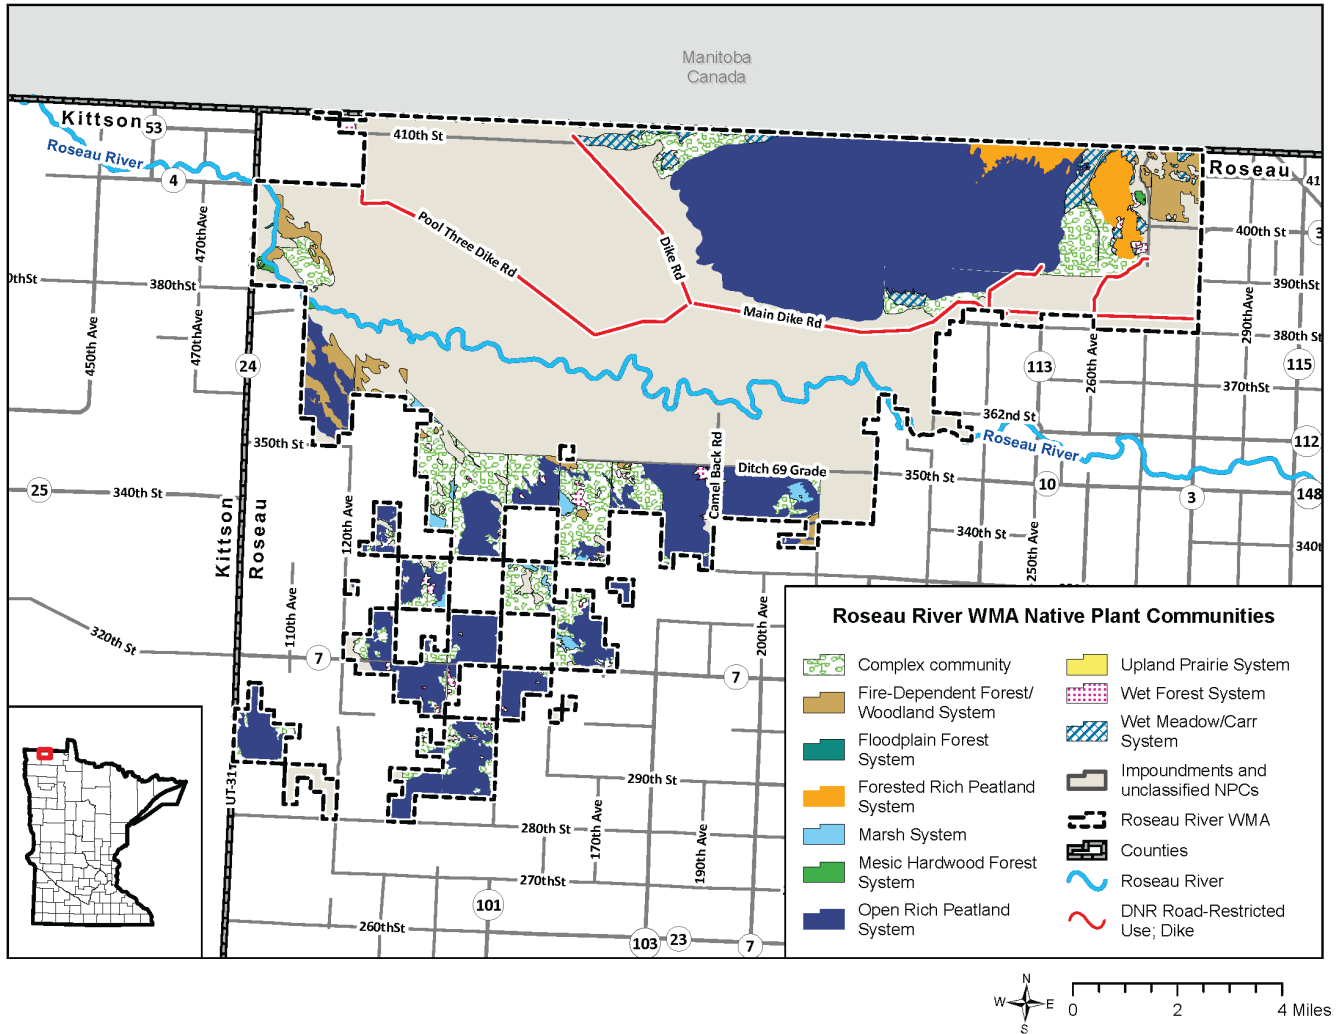 Manitoba
Canada
Kittson
53
410th St
Roseau River
4
Roseau
41
470thAve
Pool Three Dike Rd
Dike Rd
400th St
3
0thSt
380thSt
390thSt
290thAve
Main Dike Rd
380th St
450th Ave
470thAve
24
113
260th Ave
115
370thSt
362nd St
350th St
Camel Back Rd
Roseau River
112
Ditch 69 Grade
350th St
25
340th St
10
3
148
Kittson
Roseau
120th Ave
340th St
250th Ave
340t
110th Ave
320th St
7
200th Ave
7
UT-317
290th St
280th St
170th Ave
190th Ave
270thSt
101
260thSt
103
23
7
Roseau River WMA Native Plant Communities
Complex community
Fire-Dependent Forest/
Woodland System
Floodplain Forest
System
Forested Rich Peatland
System
Marsh System
Mesic Hardwood Forest
System
Open Rich Peatland
System
Upland Prairie System
Wet Forest System
Wet Meadow/Carr
System
Impoundments and
unclassified NPCs
Roseau River WMA
Counties
Roseau River
DNR Road-Restricted
Use; Dike
N
W E
S
0 2 4 Miles